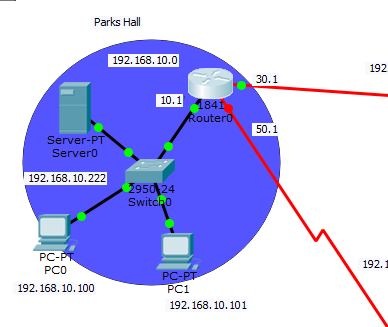 Parks Hall
192.168.10.0
30.1
10.1
1841
Router0
50.1
Server-PT
Server0
192.168.10.222
2950-24
Switch0
PC-PT
PC0
PC-PT
PC1
192.1
192.168.10.100
192.168.10.101